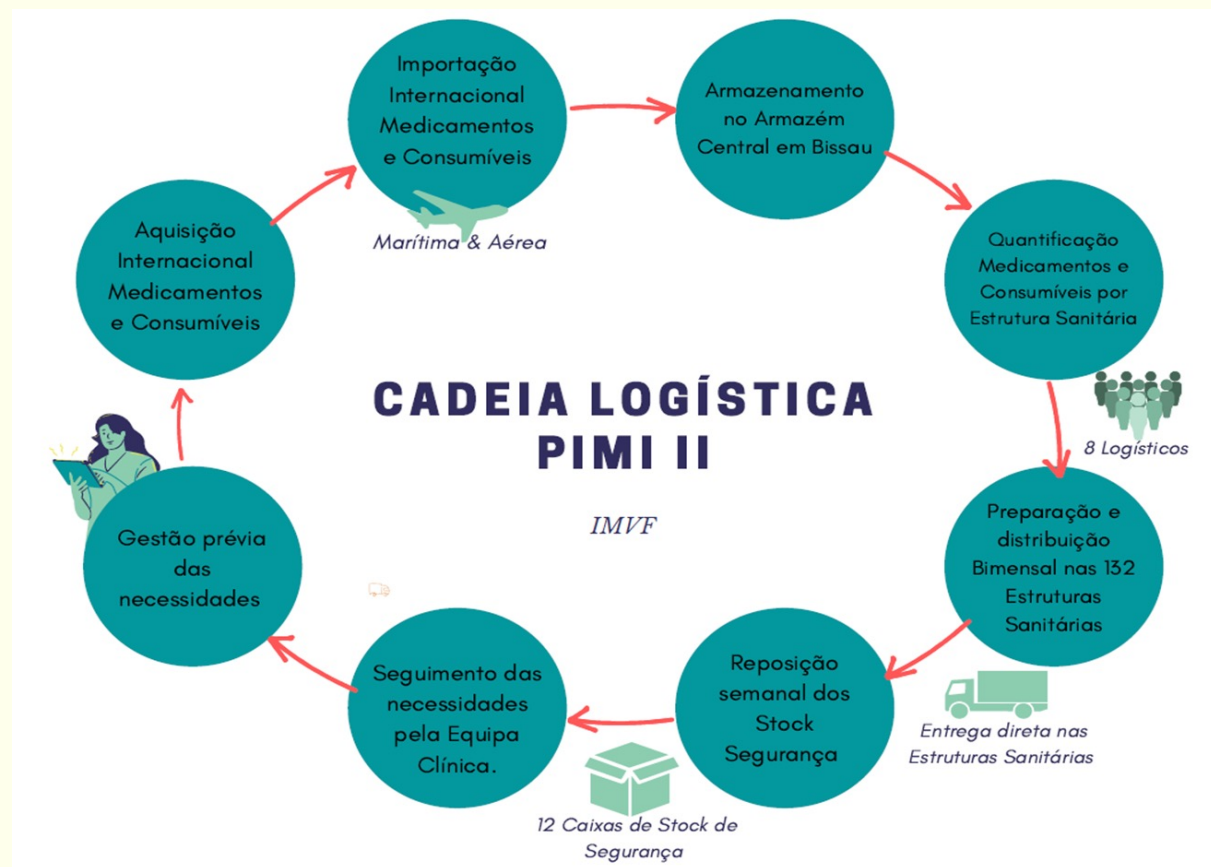 Importação
Internacional
Medicamentos
e Consumíveis
Marítima & Aérea
Armazenamento
no Armazém
Central em Bissau
Quantificação
Medicamentos e
Consumíveis por
Estrutura Sanitária
8 Logísticos
Preparação e
distribuição
Bimensal nas 132
Estruturas
Sanitárias
Entrega direta nas
Estruturas Sanitárias
Reposição
semanal dos
Stock
Segurança
12 Caixas de Stock de
Segurança
Seguimento das
necessidades
pela Equipa
Clínica.
Gestão prévia
das
necessidades
Aquisição
Internacional
Medicamentos
e Consumíveis
CADEIA LOGÍSTICA
PIMI II
IMVF